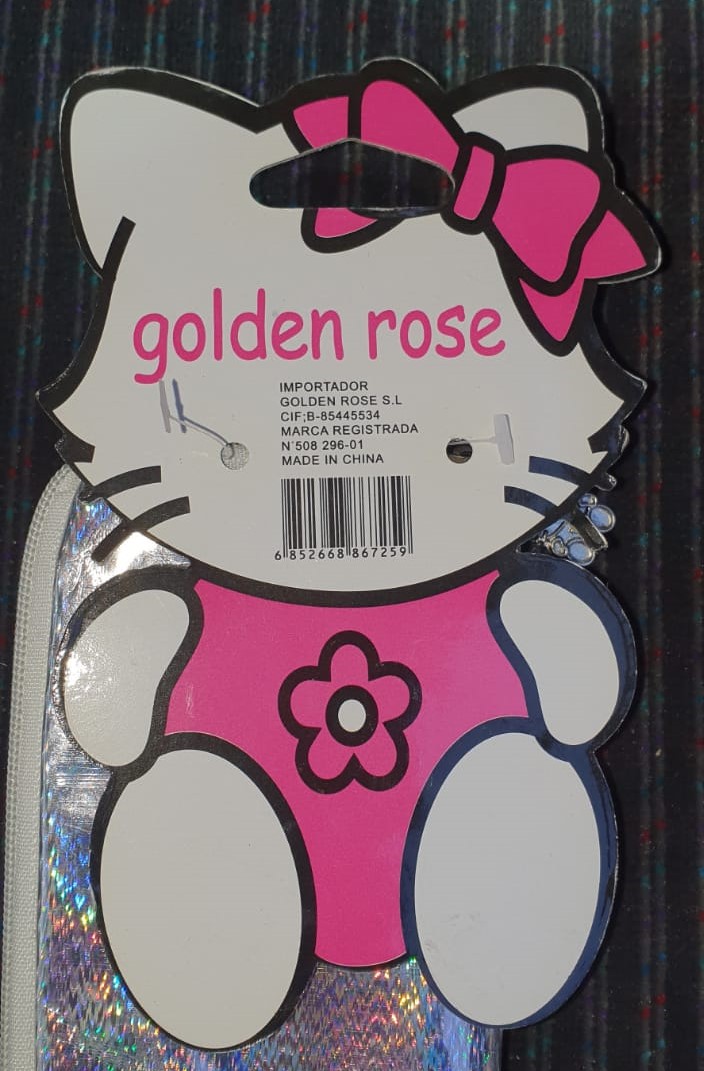 golden rose
IMPORTADOR
GOLDEN ROSE S.L
CIF;B-85445534
MARCA REGISTRADA
N´508 296-01
MADE IN CHINA
6 852668 867259